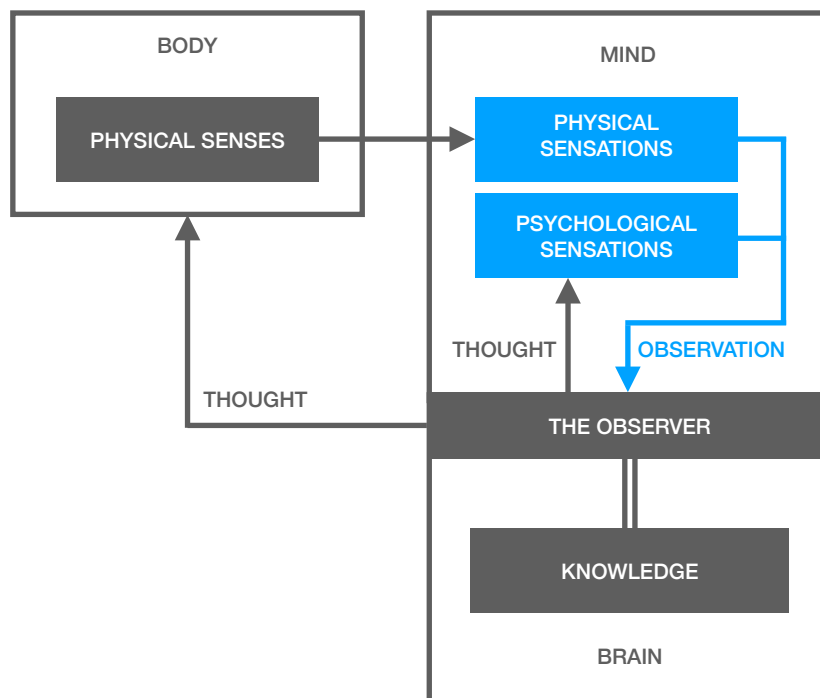 BODY
MIND
PHYSICAL SENSES
PHYSICAL
SENSATIONS
PSYCHOLOGICAL
SENSATIONS
THOUGHT
OBSERVATION
THOUGHT
THE OBSERVER
KNOWLEDGE
BRAIN